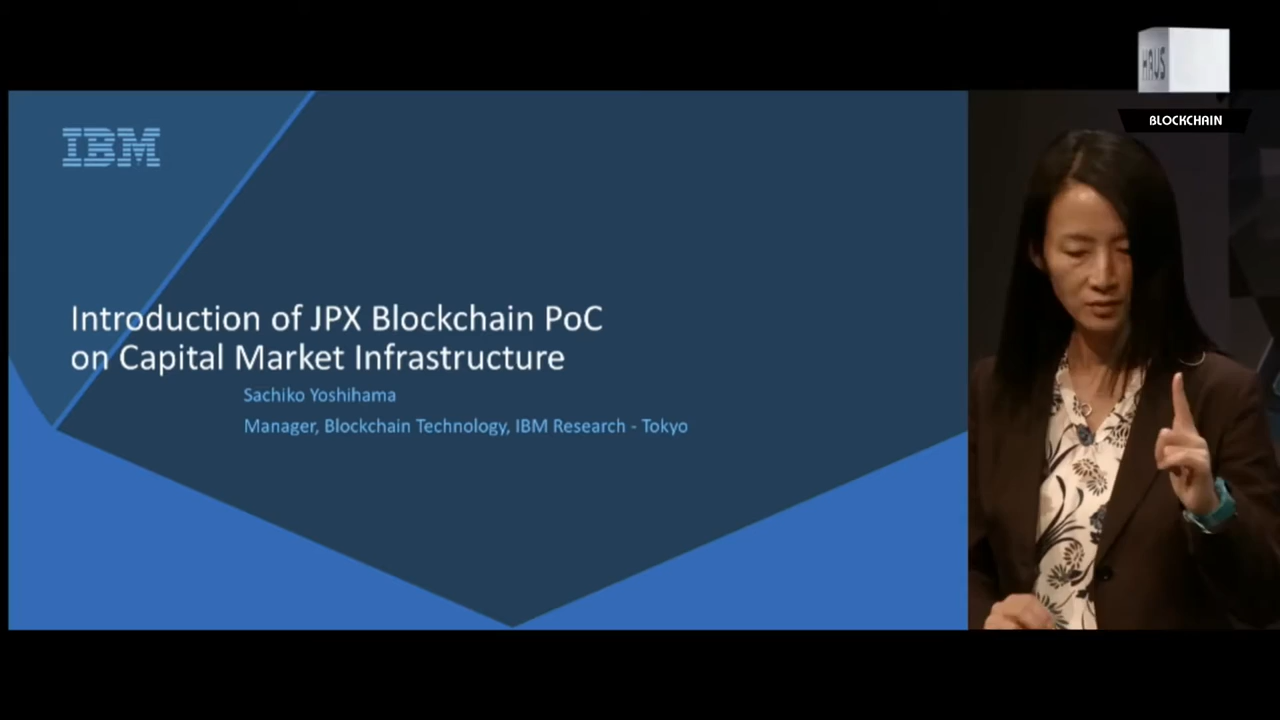 HAUS
BLOCKCHAIN
IBM
Introduction of JPX Blockchain PoC
on Capital Market Infrastructure
Sachiko Yoshihama
Manager, Blockchain Technology, IBM Research - Tokyo